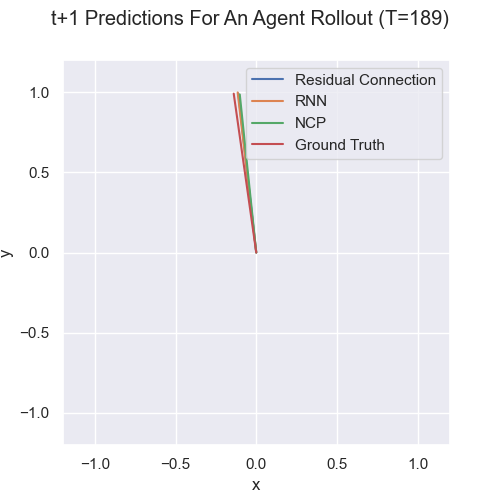 t+1 Predictions For An Agent Rollout (T=189)
Residual Connection
RNN
NCP
Ground Truth
1.0
0.5
0.0
−0.5
−1.0
y
−1.0 −0.5 0.0 0.5 1.0
x